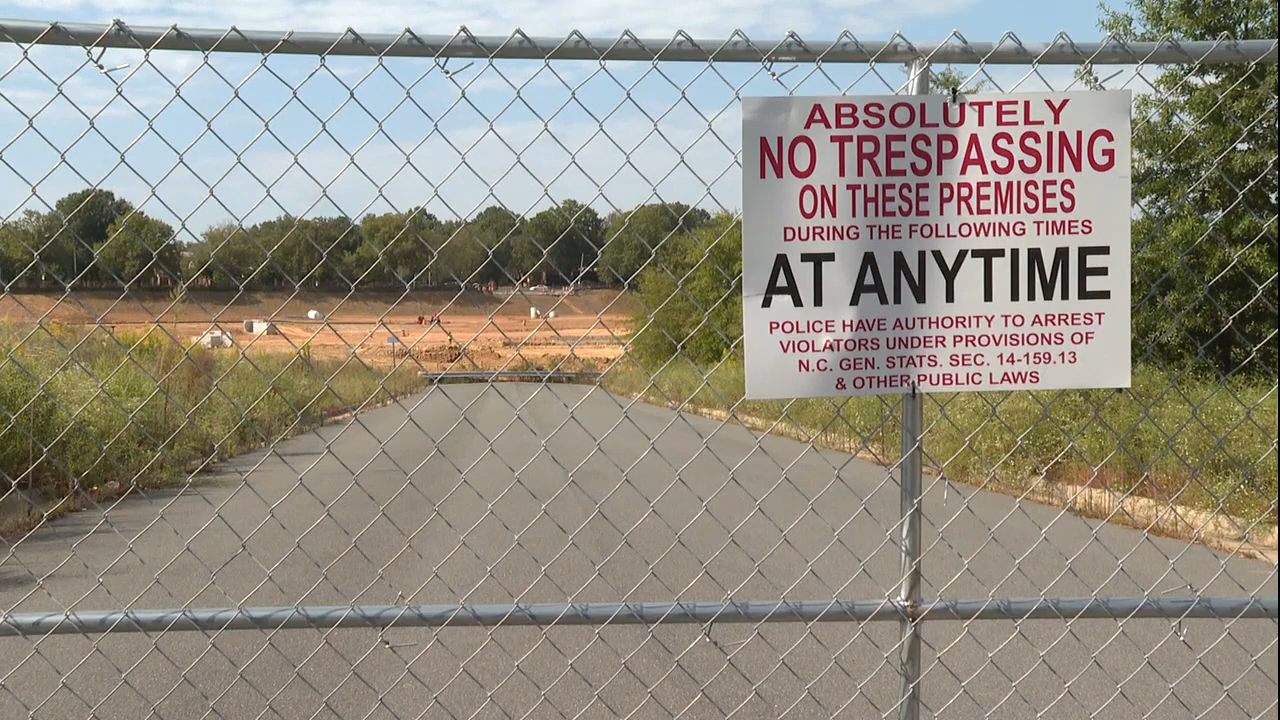 ABSOLUTELY
NO TRESPASSING
ON THESE PREMISES
DURING THE FOLLOWING TIMES
AT ANYTIME
POLICE HAVE AUTHORITY TO ARREST
VIOLATORS UNDER PROVISIONS OF
N.C. GEN. STATS. SEC. 14-159.13
& OTHER PUBLIC LAWS